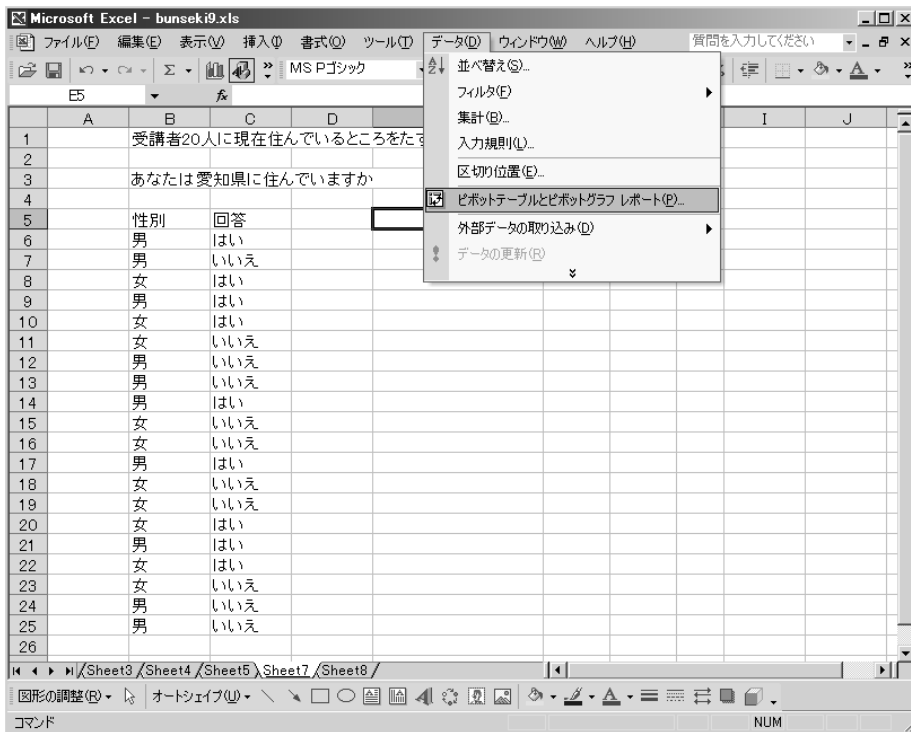 Microsoft Excel - bunseki9.xls
ファイル(F) 編集(E) 表示(V) 挿入(I) 書式(O) ツール(T) データ(D) ウィンドウ(W) ヘルプ(H) 質問を入力してください
MS Pゴシック
E5 fx
並べ替え(S)...
フィルタ(F)
集計(B)...
入力規則(L)...
区切り位置(E)...
ピボットテーブルとピボットグラフ レポート(P)...
外部データの取り込み(D)
データの更新(R)
A B C D I J
1 受講者20人に現在住んでいるところをたず
2
3 あなたは愛知県に住んでいますか
4
5 性別 回答
6 男 はい
7 男 いいえ
8 女 はい
9 男 はい
10 女 はい
11 女 いいえ
12 男 いいえ
13 男 いいえ
14 男 はい
15 女 いいえ
16 女 いいえ
17 男 はい
18 女 いいえ
19 女 いいえ
20 女 はい
21 男 はい
22 女 はい
23 女 いいえ
24 男 いいえ
25 男 いいえ
26
Sheet3 Sheet4 Sheet5 Sheet7 Sheet8
図形の調整(R) オートシェイプ(U)
コマンド NUM